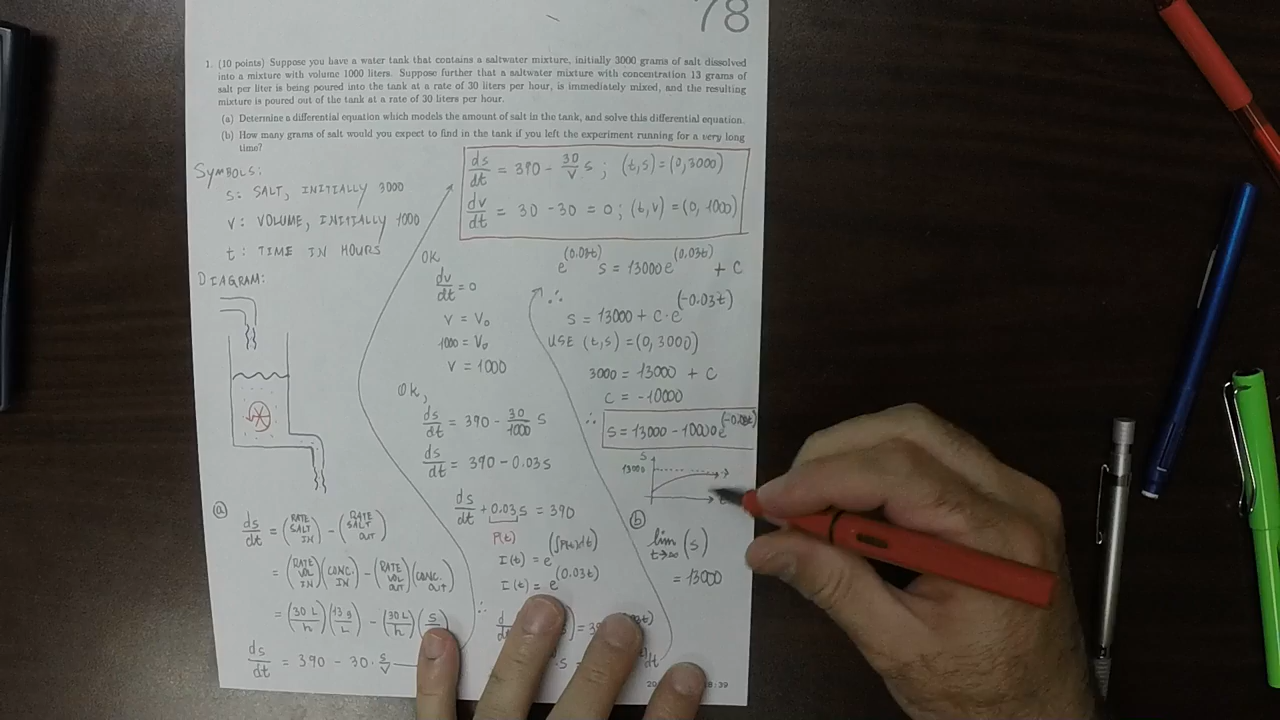 78
1. (10 points) Suppose you have a water tank that contains a saltwater mixture, initially 3000 grams of salt dissolved
into a mixture with volume 1000 liters. Suppose further that a saltwater mixture with concentration 13 grams of
salt per liter is being poured into the tank at a rate of 30 liters per hour, is immediately mixed, and the resulting
mixture is poured out of the tank at a rate of 30 liters per hour.
(a) Determine a differential equation which models the amount of salt in the tank, and solve this differential equation.
(b) How many grams of salt would you expect to find in the tank if you left the experiment running for a very long
time?
SYMBOLS:
S: SALT, INITIALLY 3000
V: VOLUME, INITIALLY 1000
t: TIME IN HOURS
DIAGRAM:
(a) ds/dt = (RATE SALT IN) - (RATE SALT OUT)
= (RATE VOL IN)(CONC. IN) - (RATE VOL OUT)(CONC. OUT)
= (30 L/h)(13 g/L) - (30 L/h)(S/
ds/dt = 390 - 30 · S/V
ds/dt = 390 - 30/V S; (t,s) = (0,3000)
dv/dt = 30 - 30 = 0; (t,v) = (0, 1000)
OK
dv/dt = 0
V = V₀
1000 = V₀
V = 1000
OK,
ds/dt = 390 - 30/1000 S
ds/dt = 390 - 0.03S
ds/dt + 0.03S = 390
P(t)
I(t) = e^(∫P(t)dt)
I(t) = e^(0.03t)
∴
e^(0.03t) S = 13000e^(0.03t) + C
∴
S = 13000 + C·e^(-0.03t)
USE (t,s) = (0, 3000)
3000 = 13000 + C
C = -10000
∴ S = 13000 - 10000e^(-0.03t)
S
13000
(b) lim t→∞ (S)
= 13000